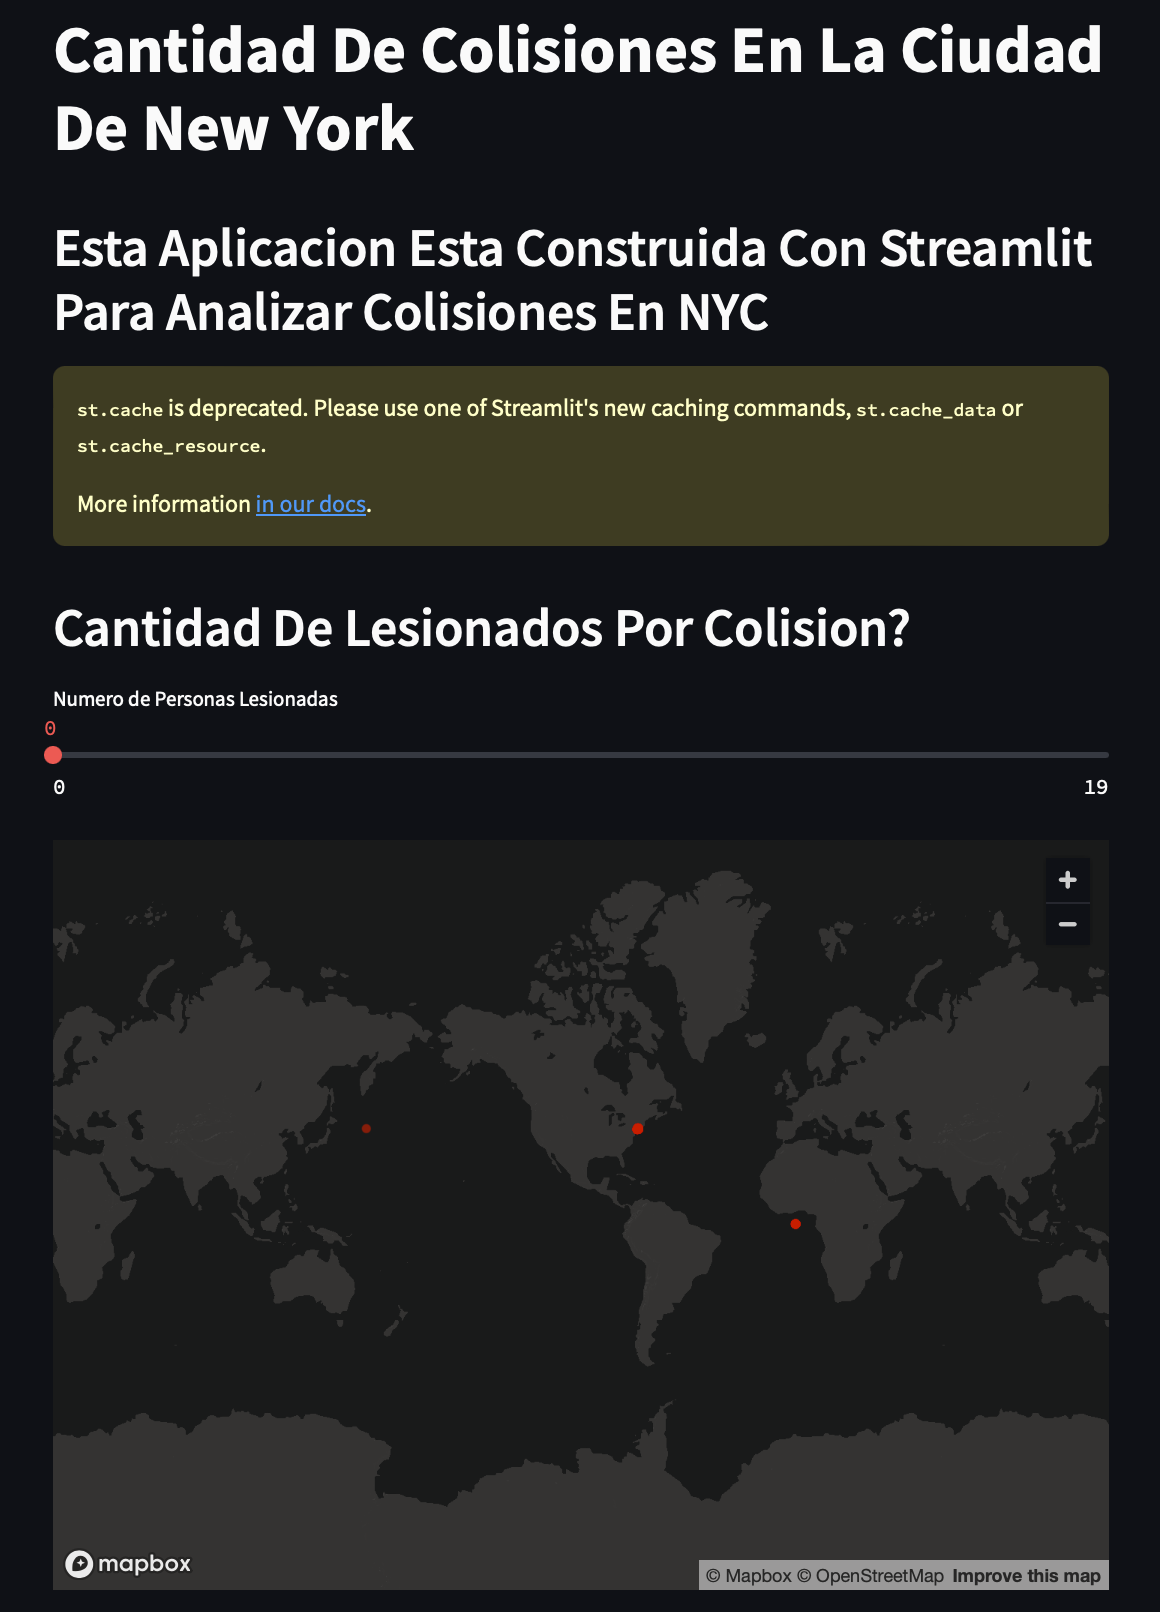 Cantidad De Colisiones En La Ciudad
De New York
Esta Aplicacion Esta Construida Con Streamlit
Para Analizar Colisiones En NYC
st.cache is deprecated. Please use one of Streamlit's new caching commands, st.cache_data or
st.cache_resource.
More information in our docs.
Cantidad De Lesionados Por Colision?
Numero de Personas Lesionadas
0
0 19
mapbox
© Mapbox © OpenStreetMap Improve this map